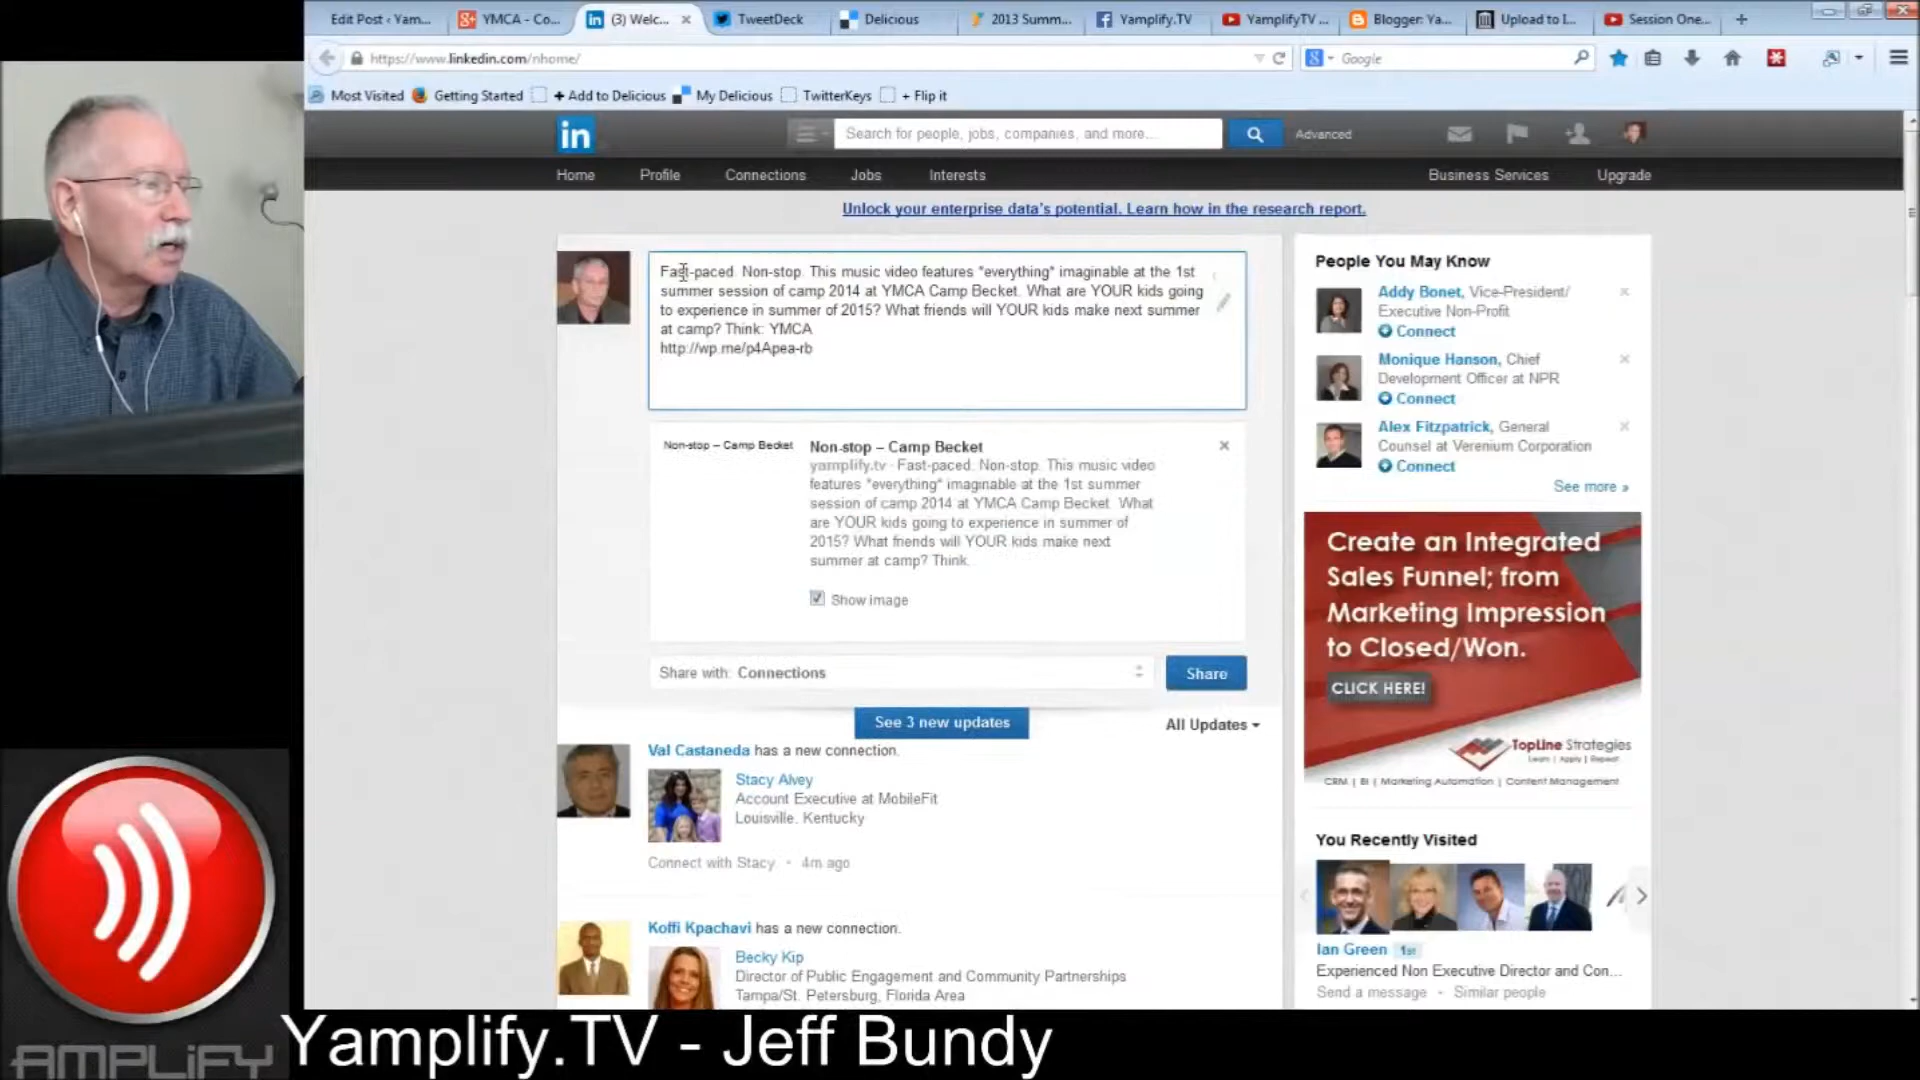 Edit Post ‹ Yam...
YMCA - Co...
(3) Welc...
TweetDeck
Delicious
2013 Summ...
Yamplify.TV
YamplifyTV ...
Blogger: Ya...
Upload to I...
Session One...
https://www.linkedin.com/nhome/
Google
Most Visited
Getting Started
+ Add to Delicious
My Delicious
TwitterKeys
+ Flip it
in
Search for people, jobs, companies, and more...
Advanced
Home
Profile
Connections
Jobs
Interests
Business Services
Upgrade
Unlock your enterprise data's potential. Learn how in the research report.
Fast-paced. Non-stop. This music video features *everything* imaginable at the 1st
summer session of camp 2014 at YMCA Camp Becket. What are YOUR kids going
to experience in summer of 2015? What friends will YOUR kids make next summer
at camp? Think: YMCA
http://wp.me/p4Apea-rb
Non-stop – Camp Becket
Non-stop – Camp Becket
yamplify.tv - Fast-paced. Non-stop. This music video
features *everything* imaginable at the 1st summer
session of camp 2014 at YMCA Camp Becket. What
are YOUR kids going to experience in summer of
2015? What friends will YOUR kids make next
summer at camp? Think.
Show image
Share with: Connections
Share
See 3 new updates
All Updates
Val Castaneda has a new connection.
Stacy Alvey
Account Executive at MobileFit
Louisville, Kentucky
Connect with Stacy • 4m ago
Koffi Kpachavi has a new connection.
Becky Kip
Director of Public Engagement and Community Partnerships
Tampa/St. Petersburg, Florida Area
People You May Know
Addy Bonet, Vice-President/
Executive Non-Profit
Connect
Monique Hanson, Chief
Development Officer at NPR
Connect
Alex Fitzpatrick, General
Counsel at Verenium Corporation
Connect
See more »
Create an Integrated
Sales Funnel; from
Marketing Impression
to Closed/Won.
CLICK HERE!
TopLine Strategies
Learn | Apply | Repeat
CRM | BI | Marketing Automation | Content Management
You Recently Visited
Ian Green 1st
Experienced Non Executive Director and Con...
Send a message • Similar people
AMPLIFY
Yamplify.TV - Jeff Bundy